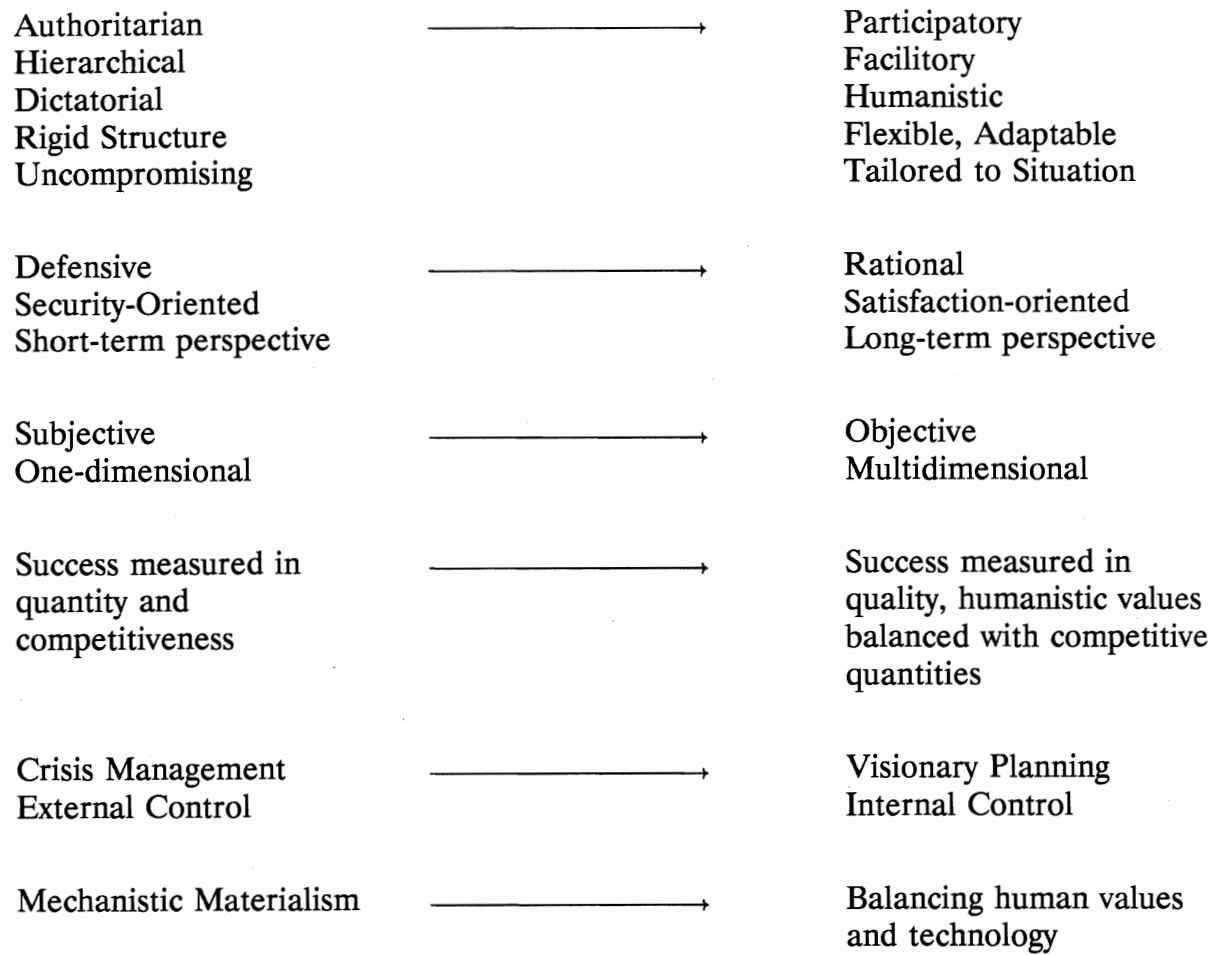 Authoritarian
Hierarchical
Dictatorial
Rigid Structure
Uncompromising
Participatory
Facilitory
Humanistic
Flexible, Adaptable
Tailored to Situation
Defensive
Security-Oriented
Short-term perspective
Rational
Satisfaction-oriented
Long-term perspective
Subjective
One-dimensional
Objective
Multidimensional
Success measured in
quantity and
competitiveness
Success measured in
quality, humanistic values
balanced with competitive
quantities
Crisis Management
External Control
Visionary Planning
Internal Control
Mechanistic Materialism
Balancing human values
and technology